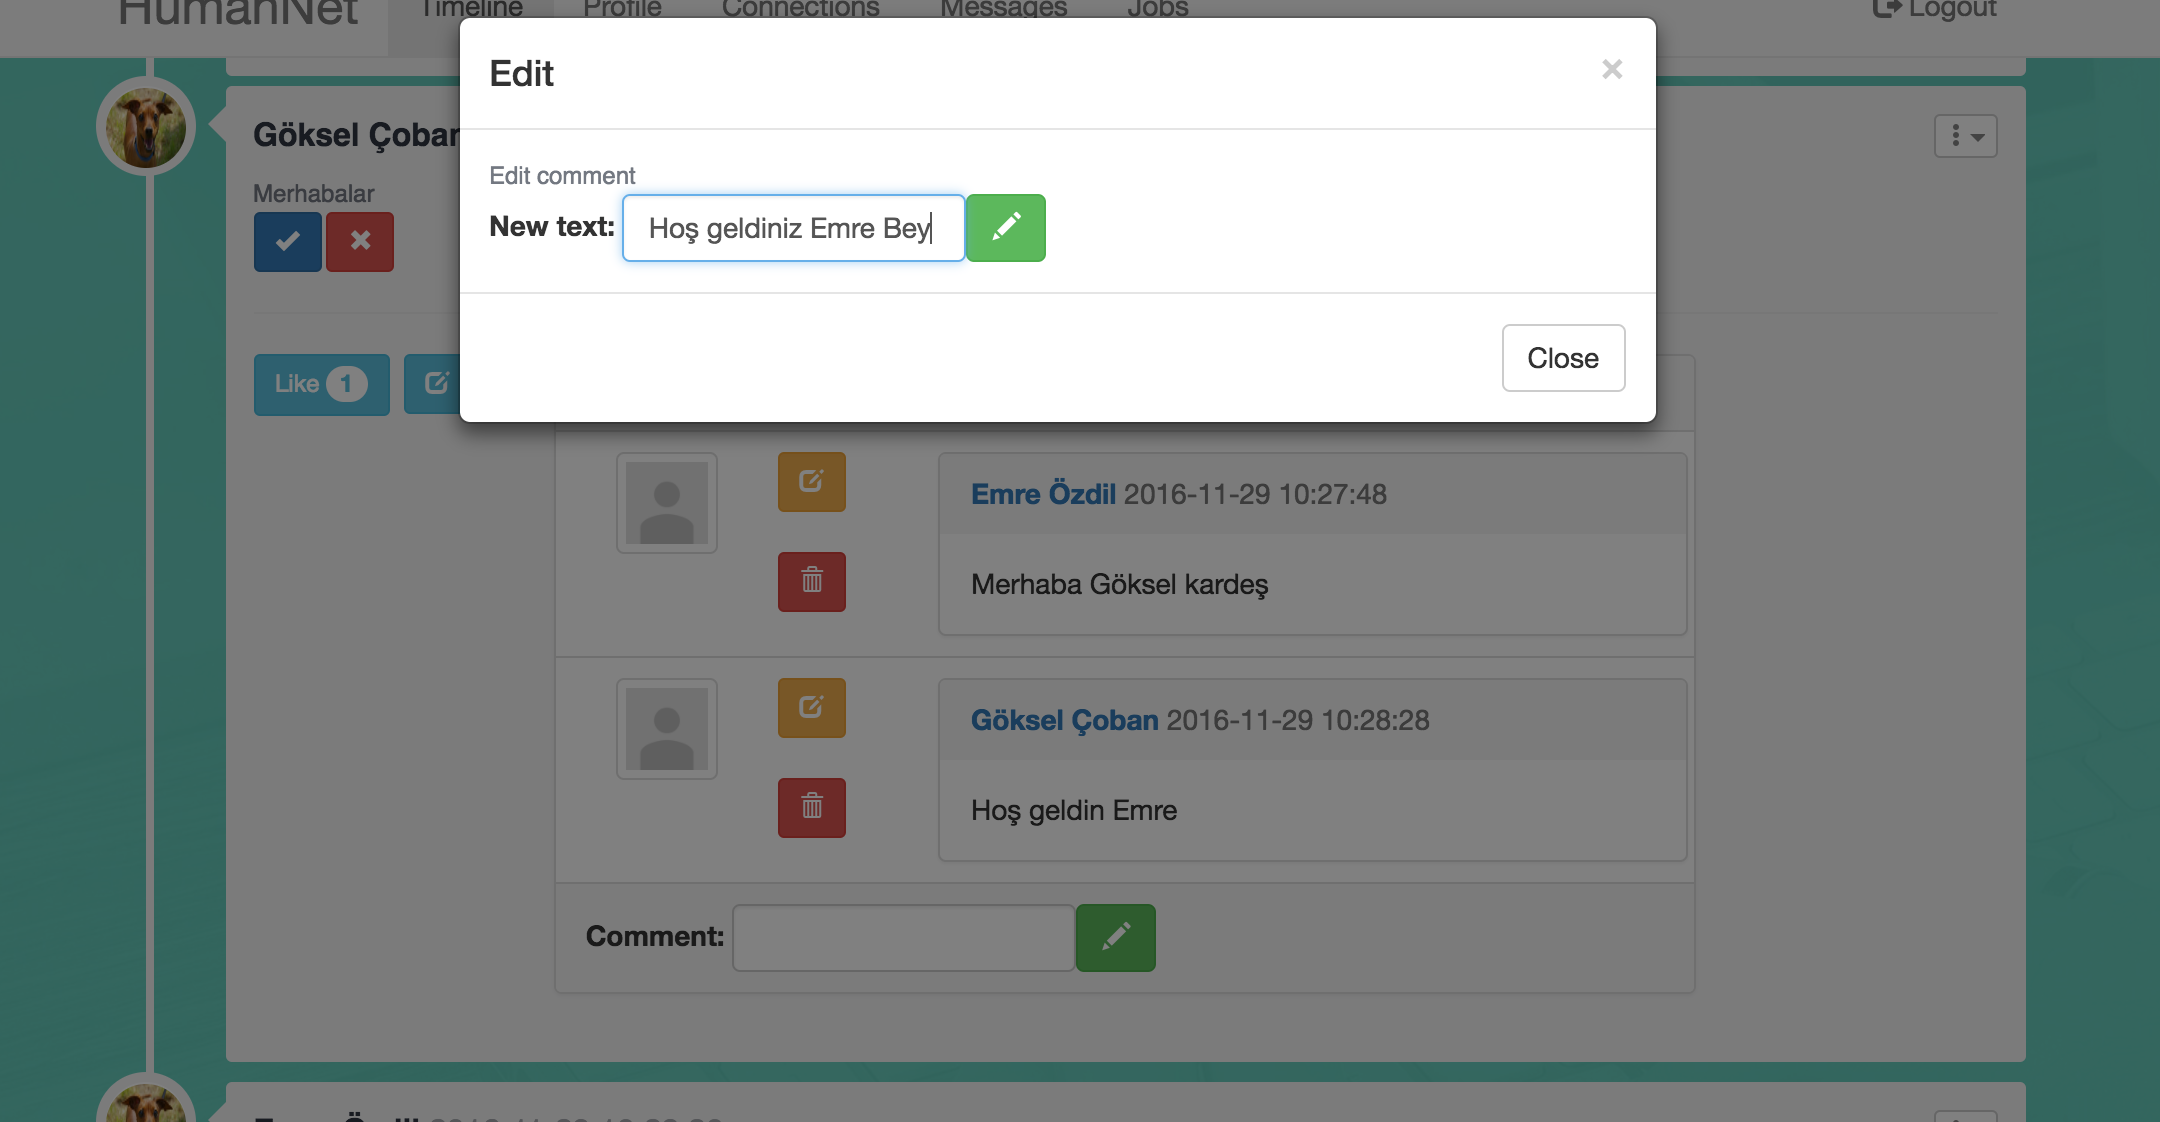 HumanNet Timeline Profile Connections Messages Jobs Logout
Edit ×
Edit comment
New text: Hoş geldiniz Emre Bey
Close
Göksel Çoban
Merhabalar
Like 1
Emre Özdil 2016-11-29 10:27:48
Merhaba Göksel kardeş
Göksel Çoban 2016-11-29 10:28:28
Hoş geldin Emre
Comment: